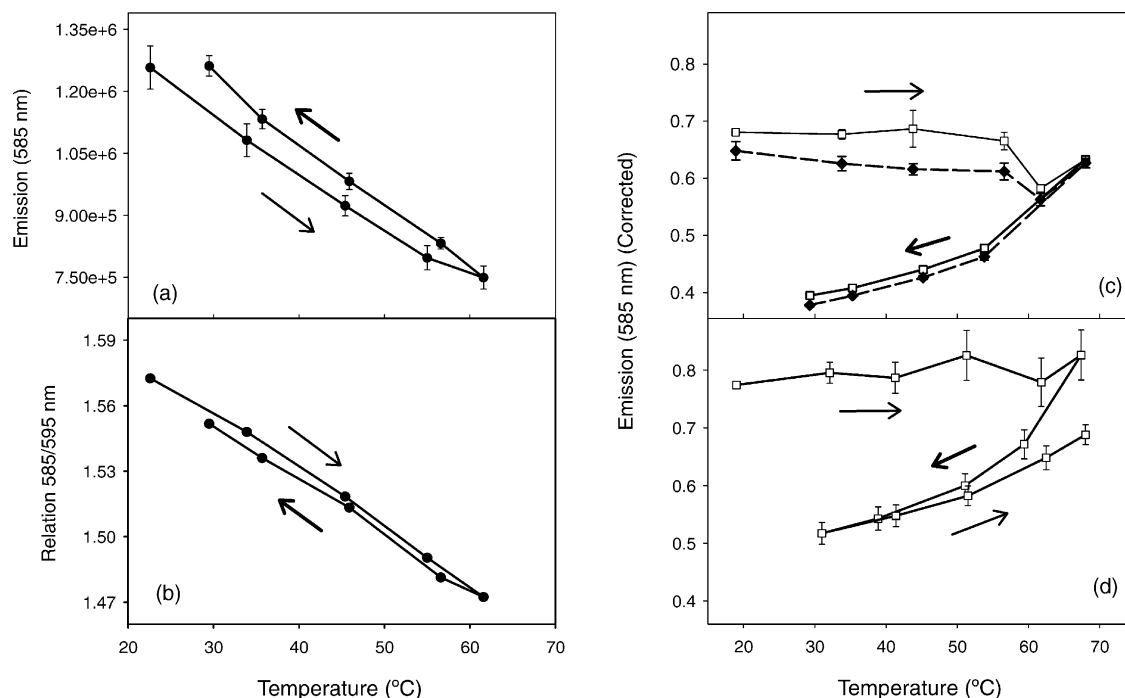 Emission (585 nm)
1.35e+6
1.20e+6
1.05e+6
9.00e+5
7.50e+5
(a)
Relation 585/595 nm
1.59
1.56
1.53
1.50
1.47
(b)
20 30 40 50 60 70
Temperature (ºC)
Emission (585 nm) (Corrected)
0.8
0.7
0.6
0.5
0.4
(c)
0.8
0.7
0.6
0.5
0.4
(d)
20 30 40 50 60 70
Temperature (ºC)